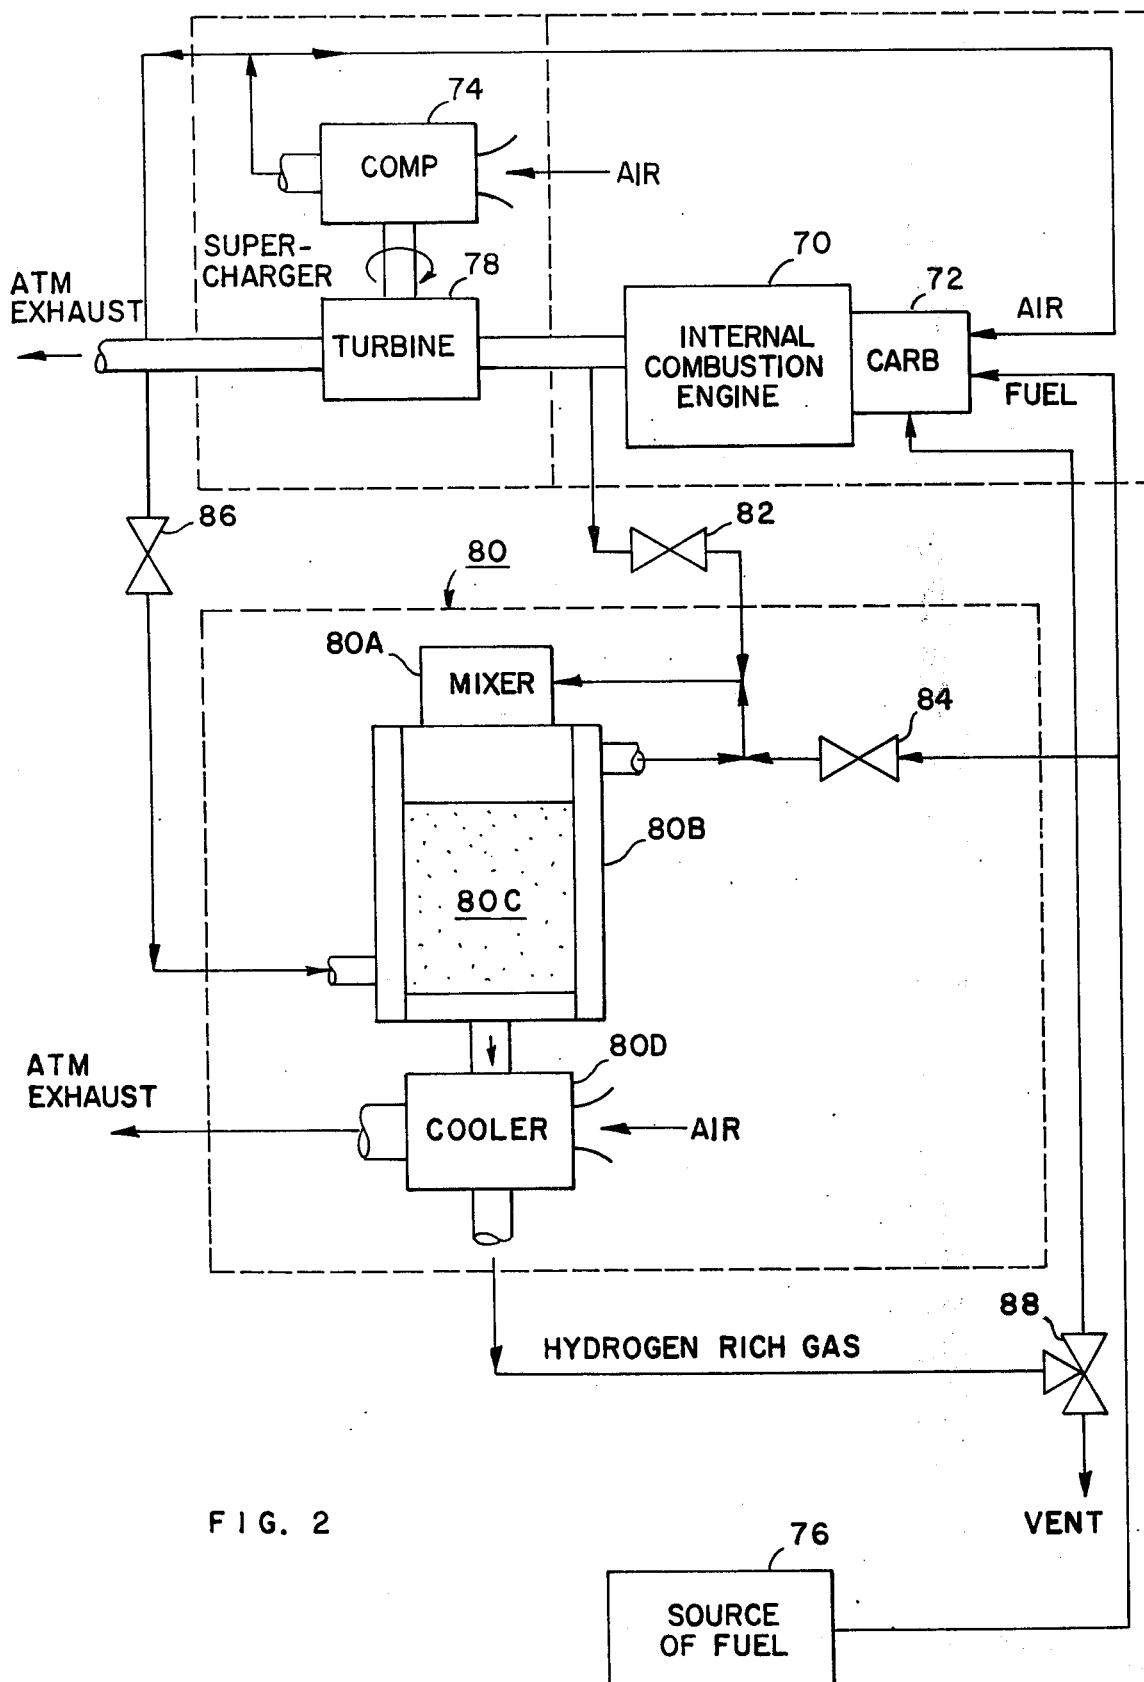 74
COMP
AIR
SUPER-
CHARGER
78
70
72
ATM
EXHAUST
TURBINE
INTERNAL
COMBUSTION
ENGINE
CARB
AIR
FUEL
86
82
80
80A
MIXER
84
80B
80C
80D
ATM
EXHAUST
COOLER
AIR
88
HYDROGEN RICH GAS
FIG. 2
VENT
76
SOURCE
OF FUEL